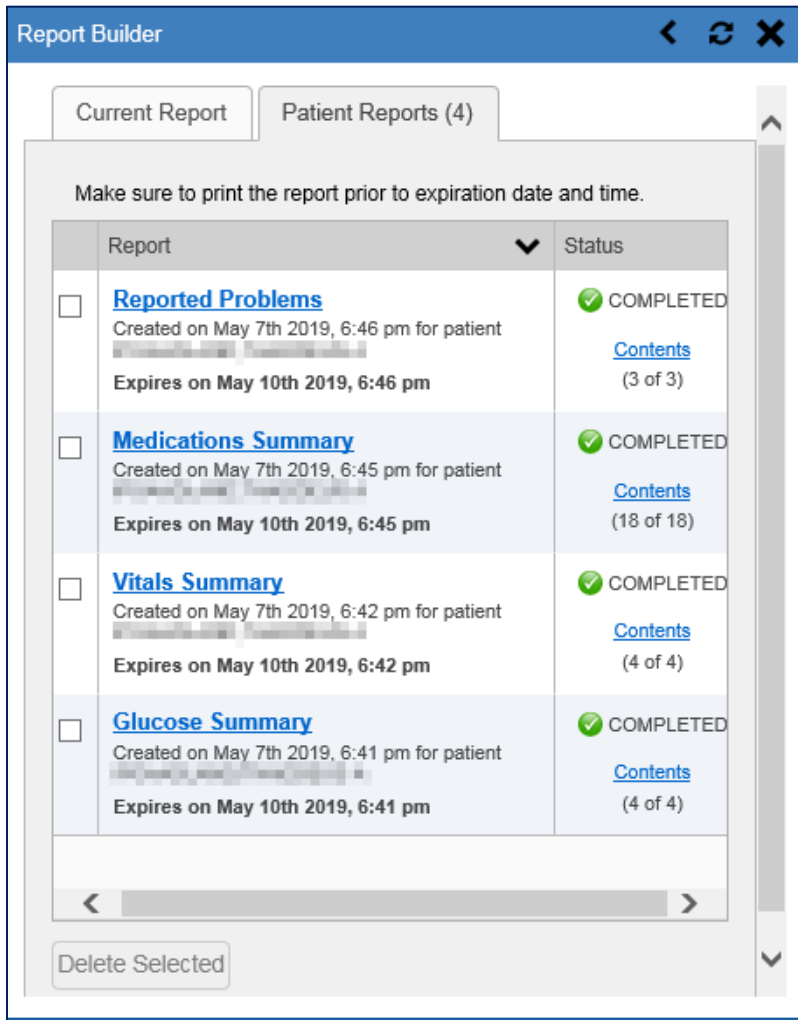 Report Builder
Current Report
Patient Reports (4)
Make sure to print the report prior to expiration date and time.
Report
Status
Reported Problems
Created on May 7th 2019, 6:46 pm for patient
Expires on May 10th 2019, 6:46 pm
COMPLETED
Contents
(3 of 3)
Medications Summary
Created on May 7th 2019, 6:45 pm for patient
Expires on May 10th 2019, 6:45 pm
COMPLETED
Contents
(18 of 18)
Vitals Summary
Created on May 7th 2019, 6:42 pm for patient
Expires on May 10th 2019, 6:42 pm
COMPLETED
Contents
(4 of 4)
Glucose Summary
Created on May 7th 2019, 6:41 pm for patient
Expires on May 10th 2019, 6:41 pm
COMPLETED
Contents
(4 of 4)
Delete Selected